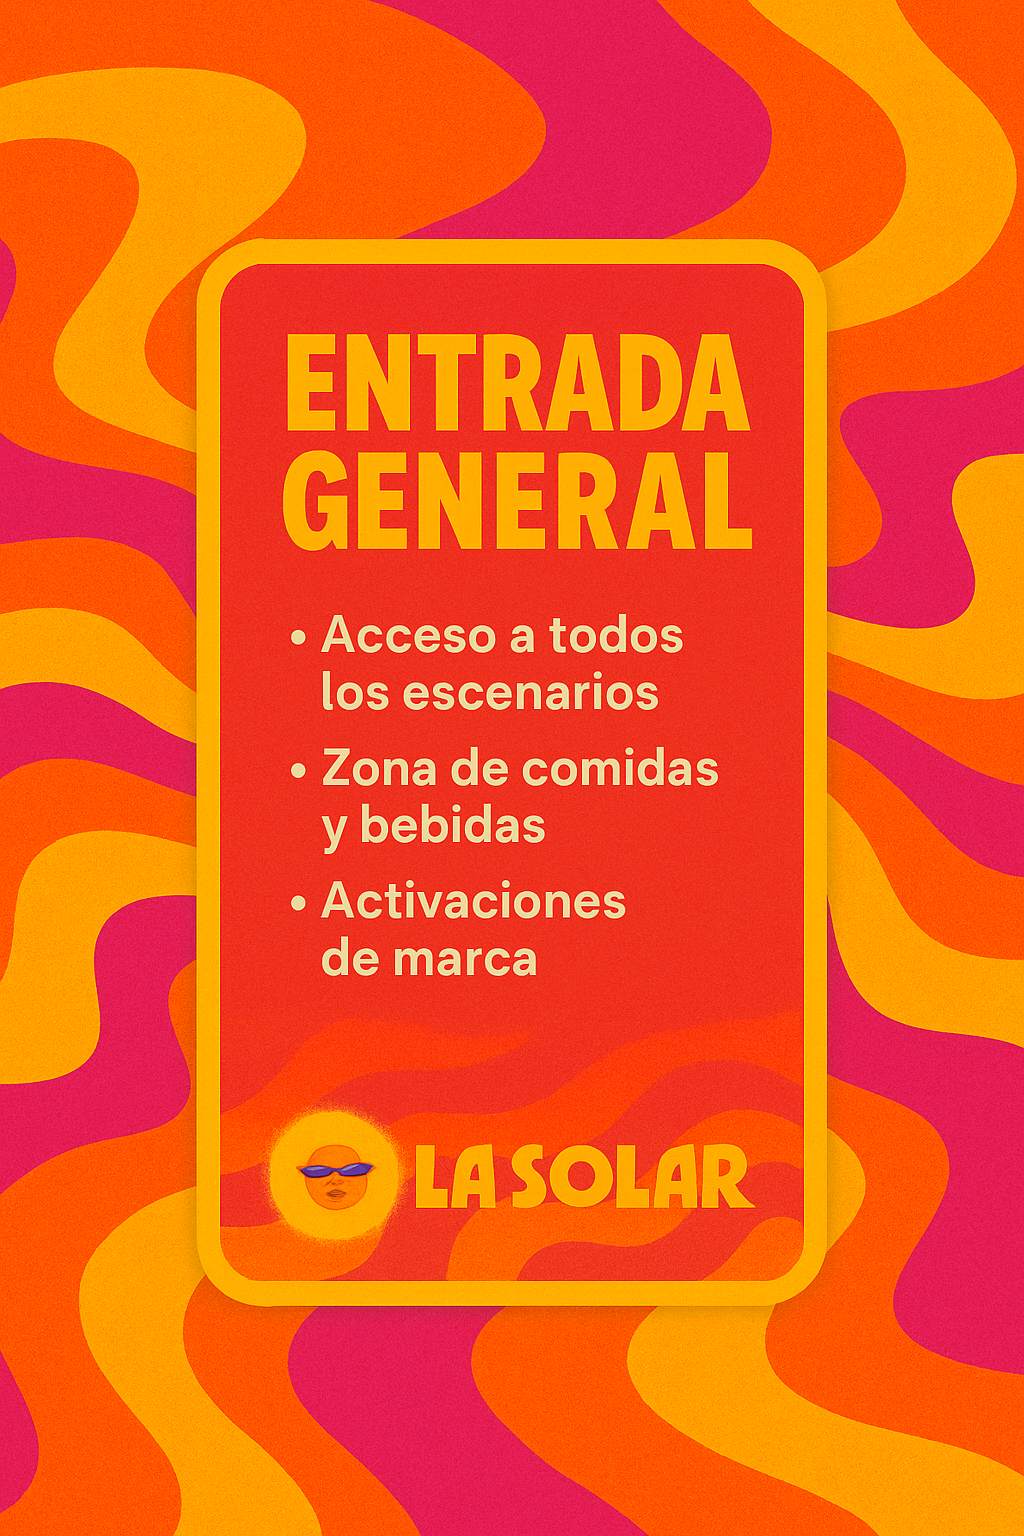 ENTRADA
GENERAL
• Acceso a todos
los escenarios
• Zona de comidas
y bebidas
• Activaciones
de marca
LA SOLAR